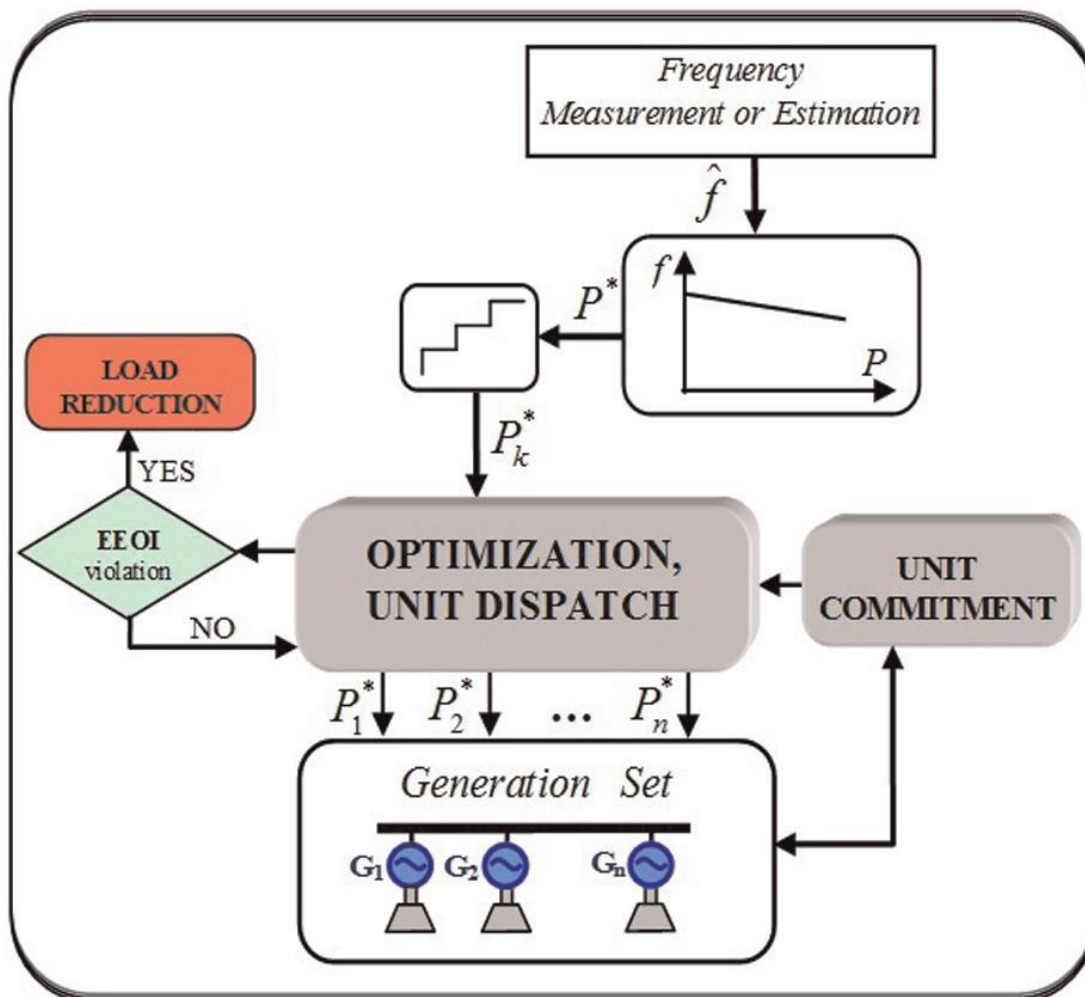 Frequency
Measurement or Estimation
f̂
f
P
P*
P*k
LOAD
REDUCTION
YES
EEOI
violation
NO
OPTIMIZATION,
UNIT DISPATCH
UNIT
COMMITMENT
P*1 P*2 ... P*n
Generation Set
G1 G2 Gn